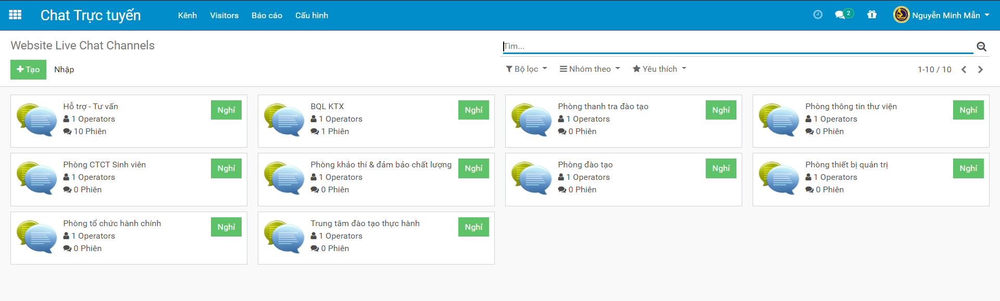 Chat Trực tuyến Kênh Visitors Báo cáo Cấu hình 2 Nguyễn Minh Mẫn
Website Live Chat Channels
Tìm...
Tạo Nhập
Bộ lọc Nhóm theo Yêu thích 1-10 / 10
Hỗ trợ - Tư vấn
1 Operators
10 Phiên
Nghỉ
BQL KTX
1 Operators
1 Phiên
Nghỉ
Phòng thanh tra đào tạo
1 Operators
0 Phiên
Nghỉ
Phòng thông tin thư viện
1 Operators
0 Phiên
Nghỉ
Phòng CTCT Sinh viên
1 Operators
0 Phiên
Nghỉ
Phòng khảo thí & đảm bảo chất lượng
1 Operators
0 Phiên
Nghỉ
Phòng đào tạo
1 Operators
0 Phiên
Nghỉ
Phòng thiết bị quản trị
1 Operators
0 Phiên
Nghỉ
Phòng tổ chức hành chính
1 Operators
0 Phiên
Nghỉ
Trung tâm đào tạo thực hành
1 Operators
0 Phiên
Nghỉ